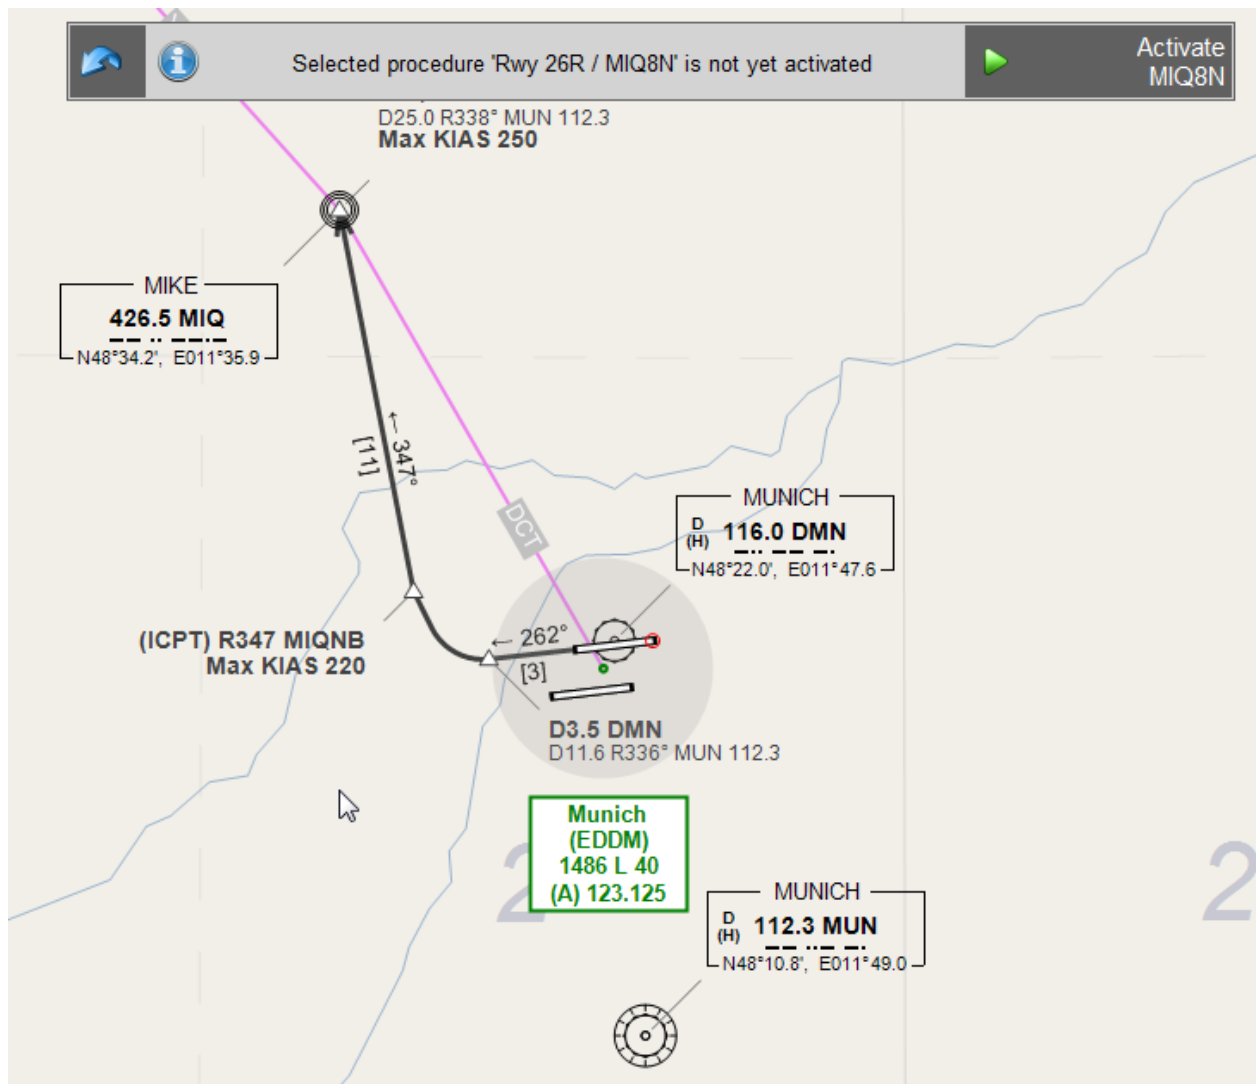 Selected procedure 'Rwy 26R / MIQ8N' is not yet activated
Activate
MIQ8N
D25.0 R338° MUN 112.3
Max KIAS 250
MIKE
426.5 MIQ
N48°34.2', E011°35.9
← 347°
[11]
DCT
MUNICH
D
(H)
116.0 DMN
N48°22.0', E011°47.6
(ICPT) R347 MIQNB
Max KIAS 220
← 262°
[3]
D3.5 DMN
D11.6 R336° MUN 112.3
Munich
(EDDM)
1486 L 40
(A) 123.125
2
2
MUNICH
D
(H)
112.3 MUN
N48°10.8', E011°49.0